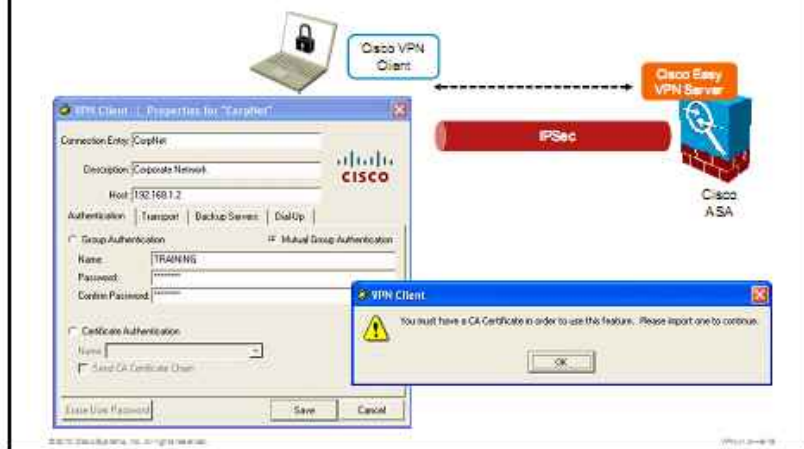 Cisco VPN
Client
Cisco Easy
VPN Server
IPSec
Cisco
ASA
VPN Client | Properties for "CorpNet"
Connection Entry: CorpNet
Description: Corporate Network
Host: 192.168.1.2
CISCO
Authentication Transport Backup Servers Dial-Up
Group Authentication Mutual Group Authentication
Name: TRAINING
Password: ********
Confirm Password: ********
Certificate Authentication
Name:
Send CA Certificate Chain
Erase User Password Save Cancel
VPN Client
You must have a CA Certificate in order to use this feature. Please import one to continue.
OK